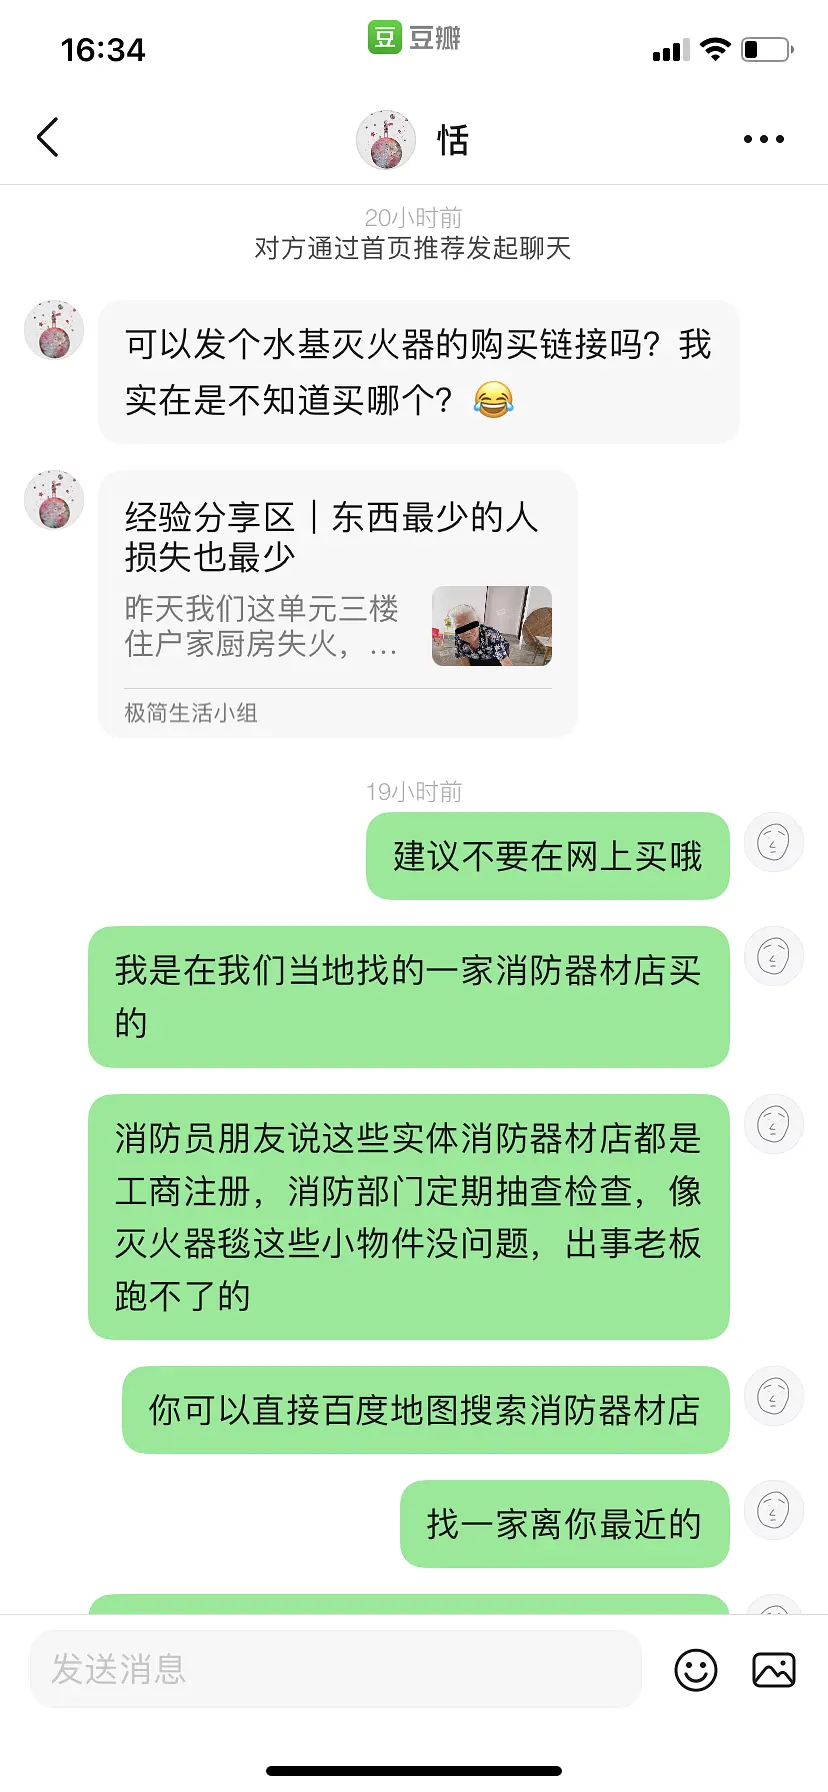 16:34
豆 豆瓣
恬
20小时前
对方通过首页推荐发起聊天
可以发个水基灭火器的购买链接吗？我
实在是不知道买哪个？😂
经验分享区｜东西最少的人
损失也最少
昨天我们这单元三楼
住户家厨房失火，...
极简生活小组
19小时前
建议不要在网上买哦
我是在我们当地找的一家消防器材店买
的
消防员朋友说这些实体消防器材店都是
工商注册，消防部门定期抽查检查，像
灭火器毯这些小物件没问题，出事老板
跑不了的
你可以直接百度地图搜索消防器材店
找一家离你最近的
发送消息